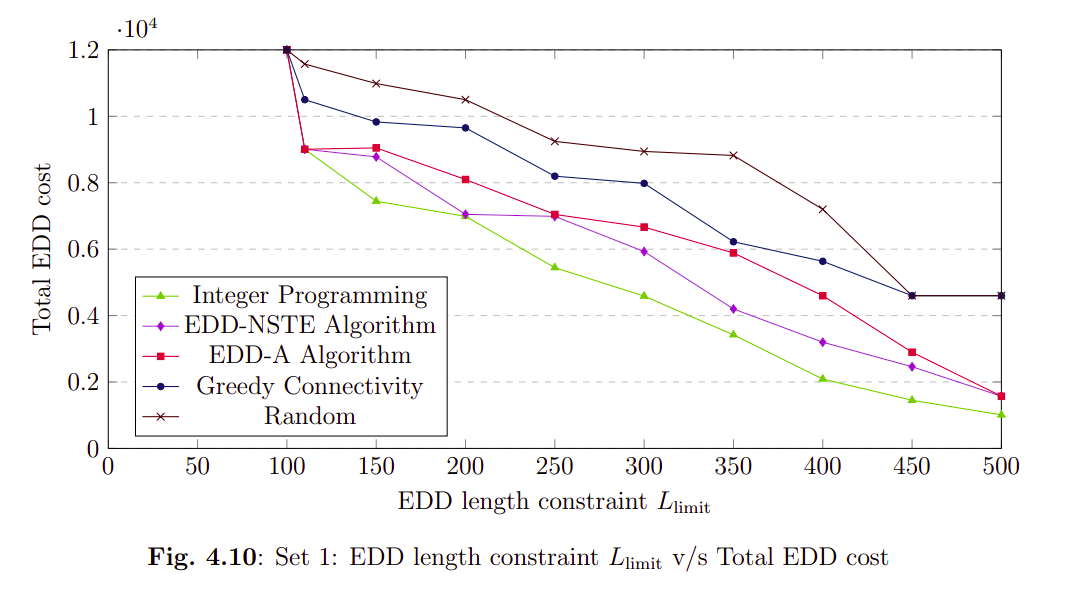 ·10⁴
1.2
1
0.8
0.6
0.4
0.2
0
Total EDD cost
Integer Programming
EDD-NSTE Algorithm
EDD-A Algorithm
Greedy Connectivity
Random
0 50 100 150 200 250 300 350 400 450 500
EDD length constraint L_limit
Fig. 4.10: Set 1: EDD length constraint L_limit v/s Total EDD cost